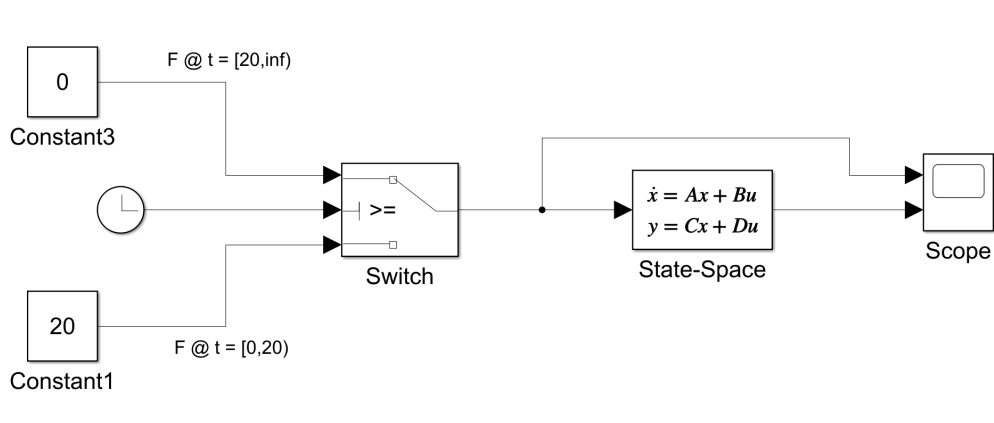 F @ t = [20,inf)
0
Constant3
>=
Switch
ẋ = Ax + Bu
y = Cx + Du
State-Space
Scope
20
F @ t = [0,20)
Constant1